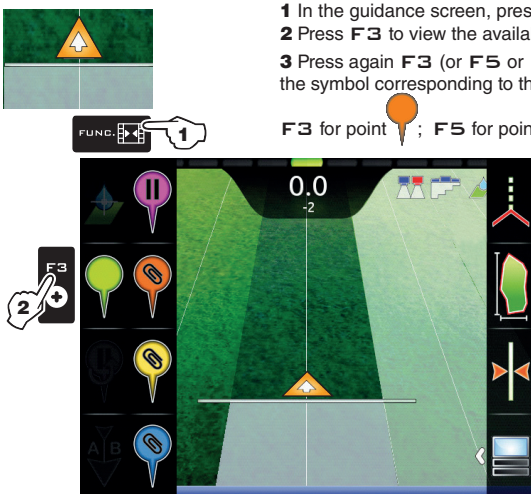 1 In the guidance screen, pres
2 Press F3 to view the availa
3 Press again F3 (or F5 or
the symbol corresponding to th
F3 for point ; F5 for poin
FUNC.
1
0.0
-2
F3
2
A B